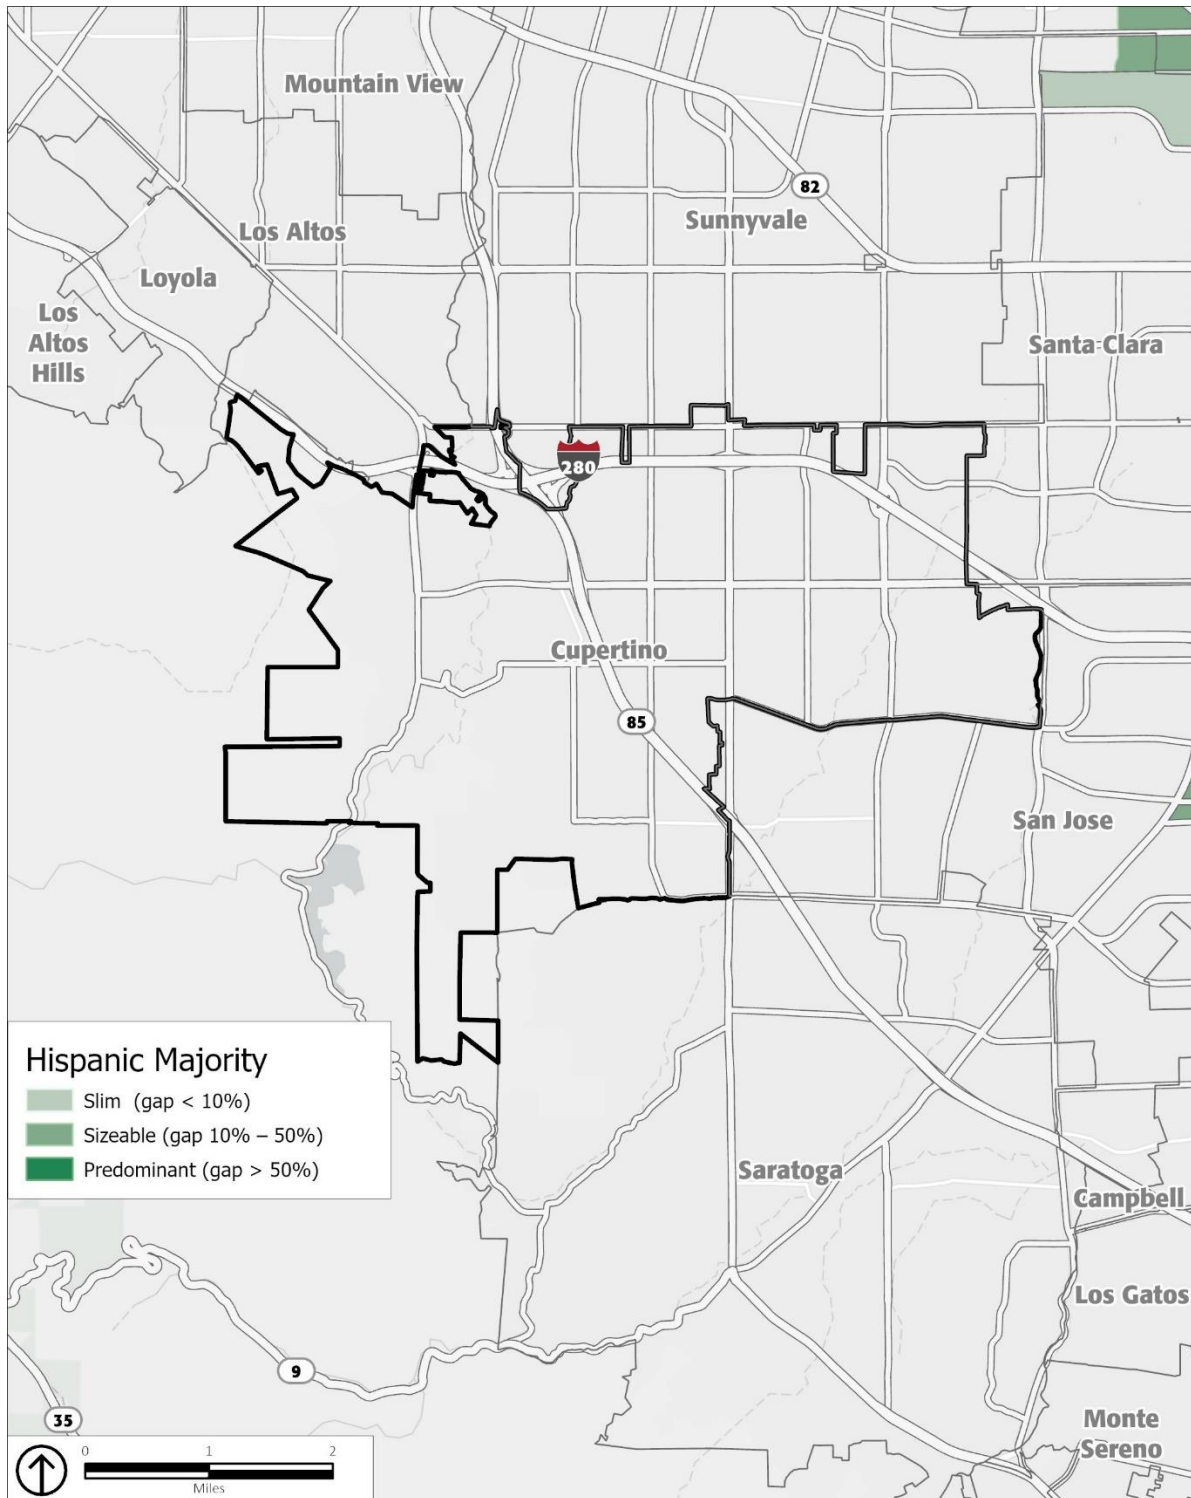 Mountain View
82
Sunnyvale
Los Altos
Loyola
Los
Altos
Hills
Santa Clara
280
Cupertino
85
San Jose
Hispanic Majority
Slim (gap < 10%)
Sizeable (gap 10% – 50%)
Predominant (gap > 50%)
Saratoga
Campbell
Los Gatos
9
35
Monte
Sereno
0 1 2
Miles